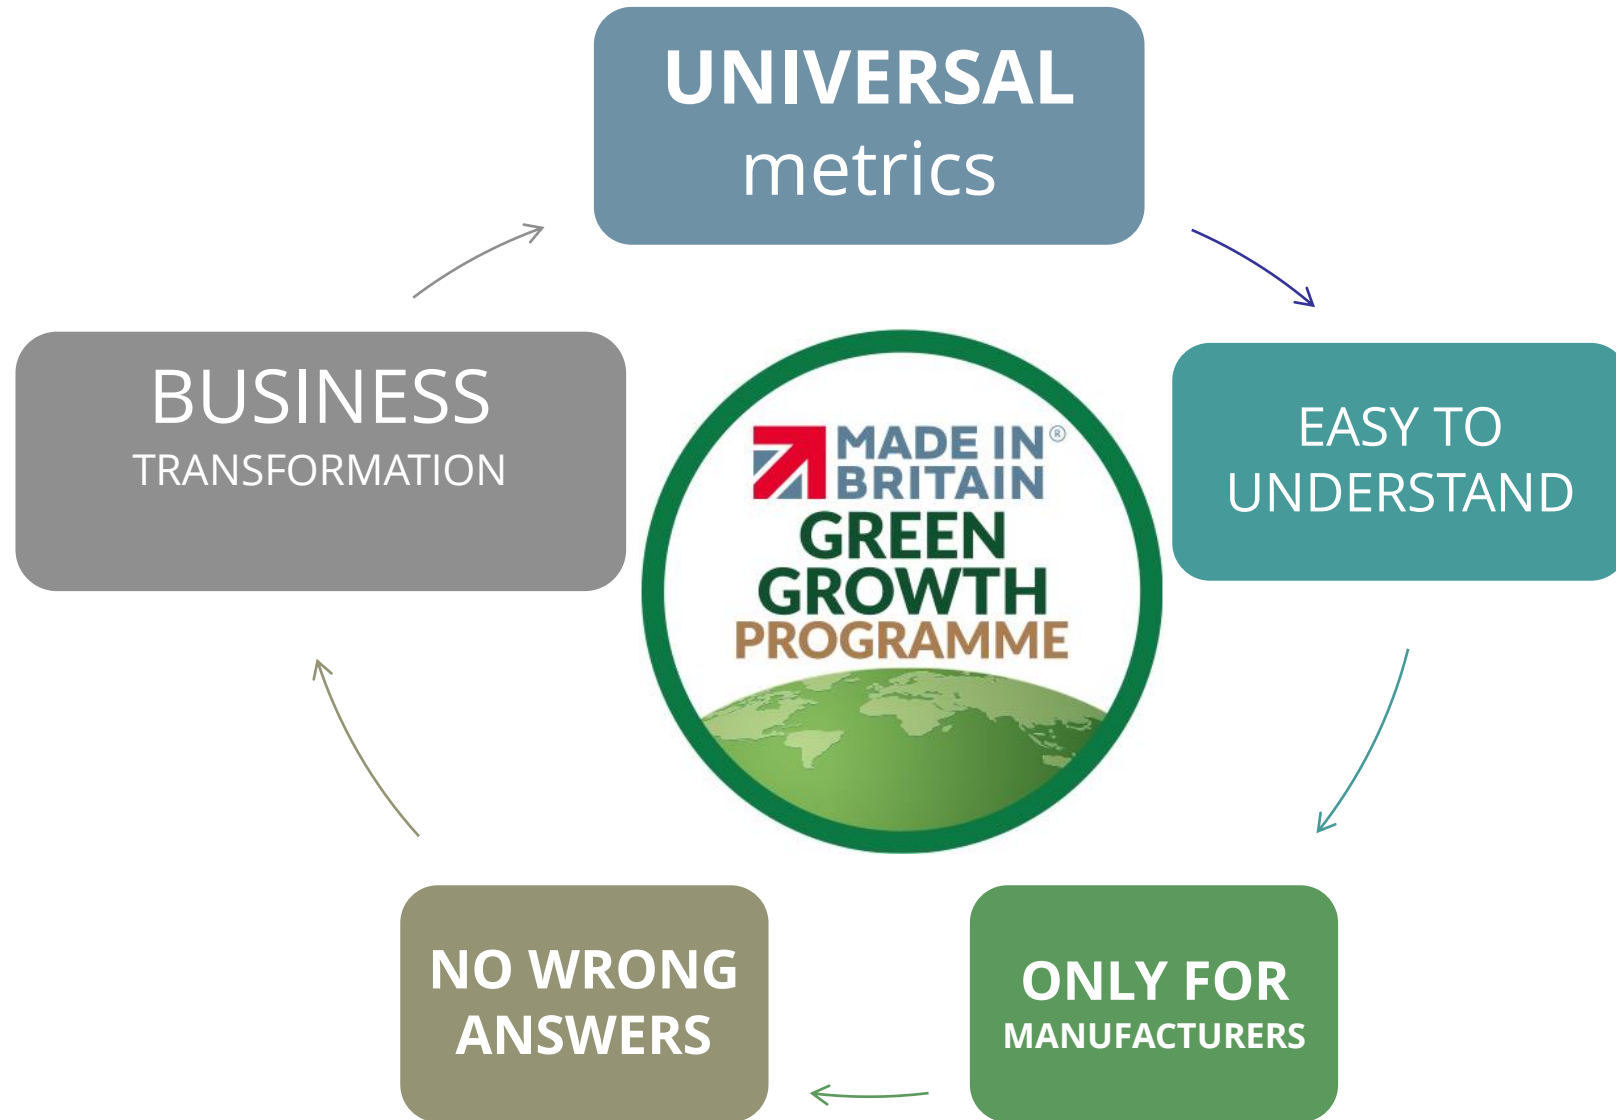 UNIVERSAL
metrics
BUSINESS
TRANSFORMATION
MADE IN®
BRITAIN
GREEN
GROWTH
PROGRAMME
EASY TO
UNDERSTAND
NO WRONG
ANSWERS
ONLY FOR
MANUFACTURERS